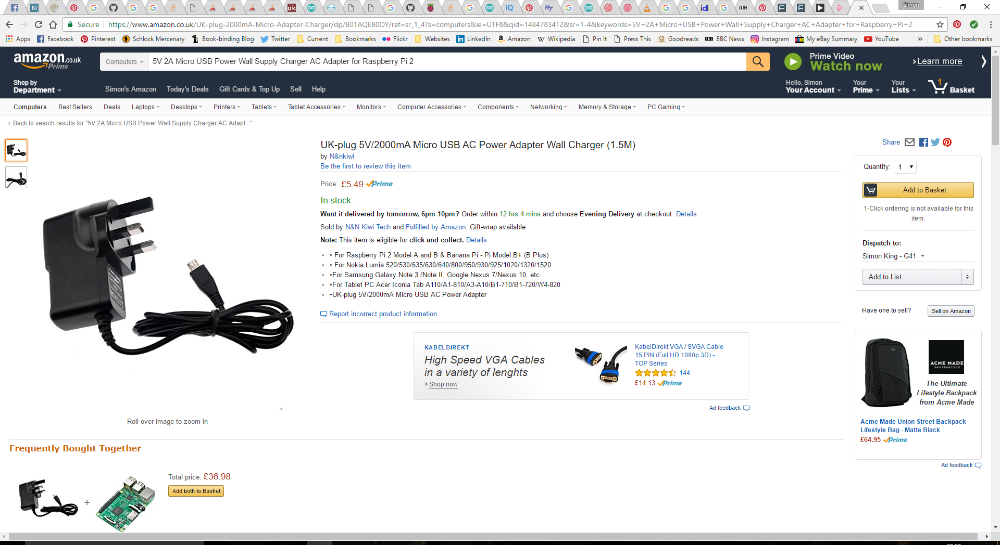 Simon
Secure
https://www.amazon.co.uk/UK-plug-2000mA-Micro-Adapter-Charger/dp/B01AQEB0OY/ref=sr_1_4?s=computers&ie=UTF8&qid=1484783412&sr=1-4&keywords=5V+2A+Micro+USB+Power+Wall+Supply+Charger+AC+Adapter+for+Raspberry+Pi+2
Apps Facebook Pinterest Schlock Mercenary Book-binding Blog Twitter Current Bookmarks Flickr Websites LinkedIn Amazon Wikipedia Pin It Press This Goodreads BBC News Instagram My eBay Summary YouTube » Other bookmarks
amazon.co.uk
Prime
Computers
5V 2A Micro USB Power Wall Supply Charger AC Adapter for Raspberry Pi 2
Prime Video
Watch now
Learn more
Shop by
Department
Simon's Amazon Today's Deals Gift Cards & Top Up Sell Help
Hello, Simon
Your Account
Your
Prime
Your
Lists
1
Basket
Computers Best Sellers Deals Laptops Desktops Printers Tablets Tablet Accessories Monitors Computer Accessories Components Networking Memory & Storage PC Gaming
‹ Back to search results for "5V 2A Micro USB Power Wall Supply Charger AC Adapt..."
UK-plug 5V/2000mA Micro USB AC Power Adapter Wall Charger (1.5M)
by N&nkiwi
Be the first to review this item
Price: £5.49 Prime
In stock.
Want it delivered by tomorrow, 6pm-10pm? Order within 12 hrs 4 mins and choose Evening Delivery at checkout. Details
Sold by N&N Kiwi Tech and Fulfilled by Amazon. Gift-wrap available.
Note: This item is eligible for click and collect. Details
• • For Raspberry Pi 2 Model A and B & Banana Pi - Pi Model B+ (B Plus)
• • For Nokia Lumia 520/530/635/630/640/800/950/930/925/1020/1320/1520
• •For Samsung Galaxy Note 3 /Note II, Google Nexus 7/Nexus 10, etc.
• •For Tablet PC Acer Iconia Tab A110/A1-810/A3-A10/B1-710/B1-720/W4-820
• •UK-plug 5V/2000mA Micro USB AC Power Adapter
Report incorrect product information.
KABELDIREKT
High Speed VGA Cables
in a variety of lenghts
› Shop now
KabelDirekt VGA / SVGA Cable
15 PIN (Full HD 1080p 3D) -
TOP Series
144
£14.13 Prime
Ad feedback
Roll over image to zoom in
Share
Quantity: 1
Add to Basket
1-Click ordering is not available for this
item.
Dispatch to:
Simon King - G41
Add to List
Have one to sell?
Sell on Amazon
ACME MADE
SAN FRANCISCO
The Ultimate
Lifestyle Backpack
from Acme Made
Acme Made Union Street Backpack
Lifestyle Bag - Matte Black
£64.95 Prime
Ad feedback
Frequently Bought Together
+
Total price: £36.98
Add both to Basket